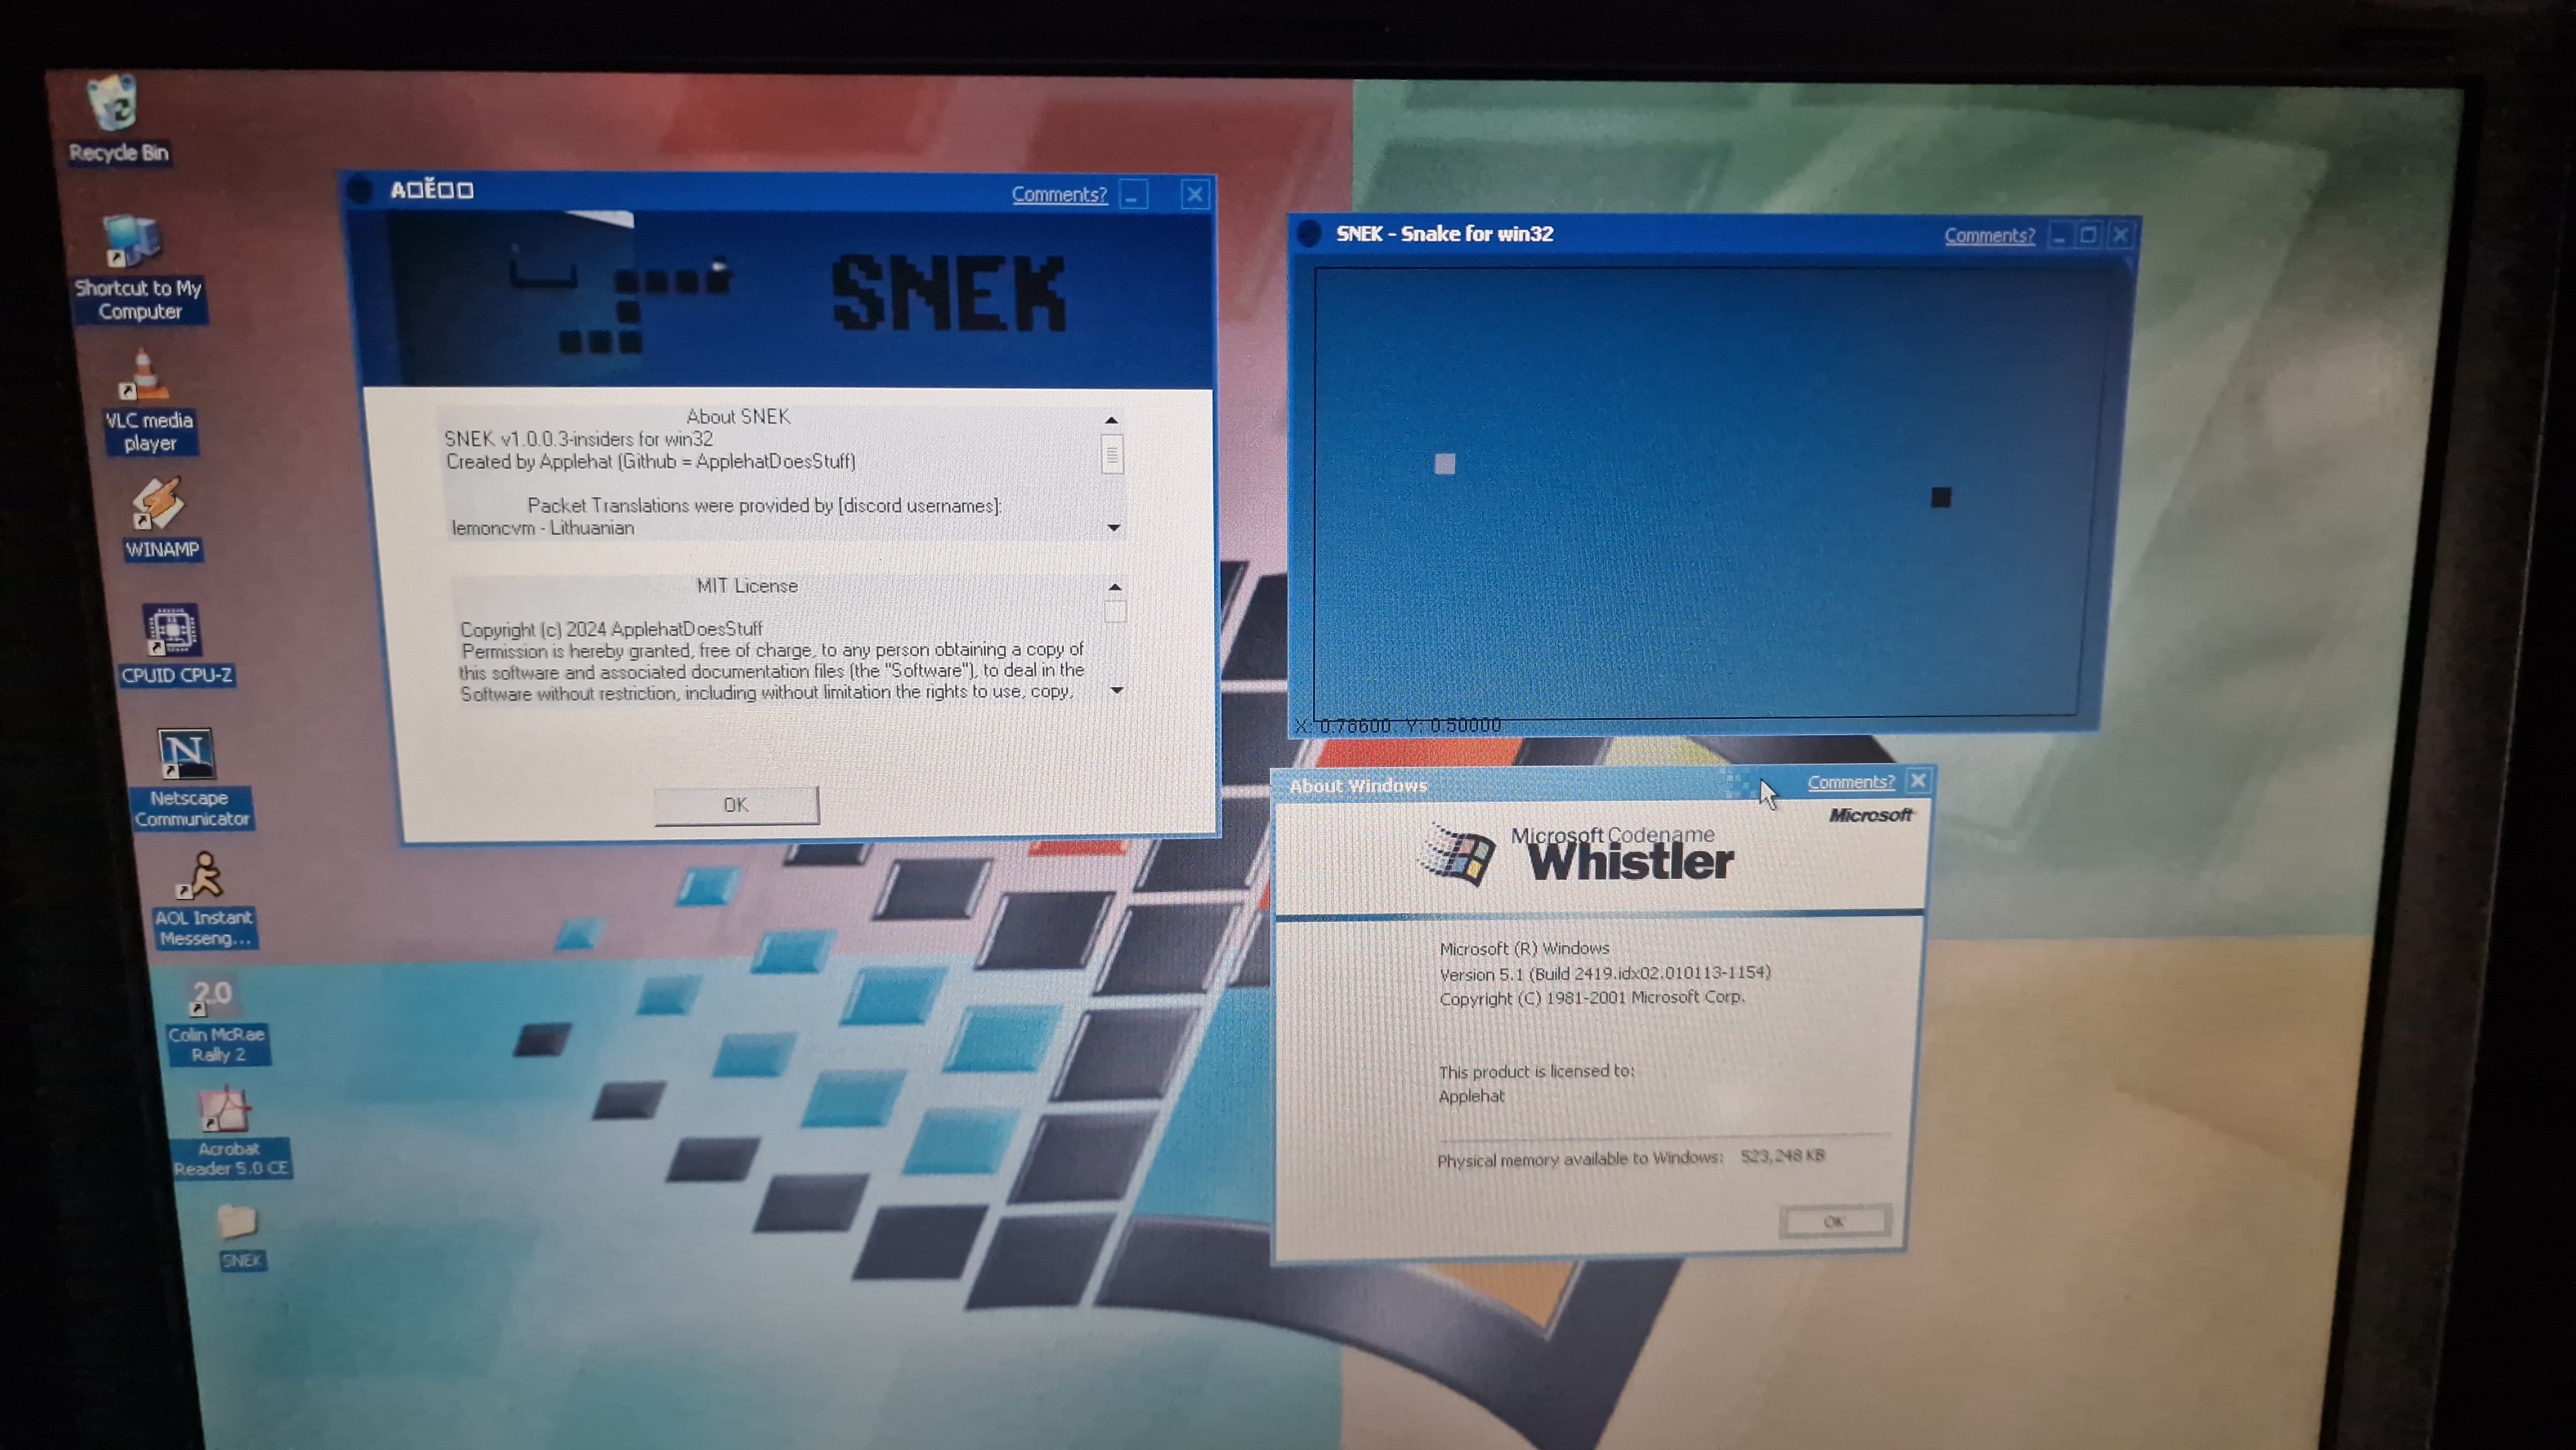 Recycle Bin
Shortcut to My
Computer
VLC media
player
WINAMP
CPUID CPU-Z
Netscape
Communicator
AOL Instant
Messeng...
2.0
Colin McRae
Rally 2
Acrobat
Reader 5.0 CE
SNEK
A□Ě□□
Comments?
SNEK
About SNEK
SNEK v1.0.0.3-insiders for win32
Created by Applehat (Github = ApplehatDoesStuff)
Packet Translations were provided by [discord usernames]:
lemoncvm - Lithuanian
MIT License
Copyright (c) 2024 ApplehatDoesStuff
Permission is hereby granted, free of charge, to any person obtaining a copy of
this software and associated documentation files (the "Software"), to deal in the
Software without restriction, including without limitation the rights to use, copy,
OK
SNEK - Snake for win32
Comments?
X: 0.78600, Y: 0.50000
About Windows
Comments?
Microsoft
Microsoft Codename
Whistler
Microsoft (R) Windows
Version 5.1 (Build 2419.idx02.010113-1154)
Copyright (C) 1981-2001 Microsoft Corp.
This product is licensed to:
Applehat
Physical memory available to Windows: 523,248 KB
OK